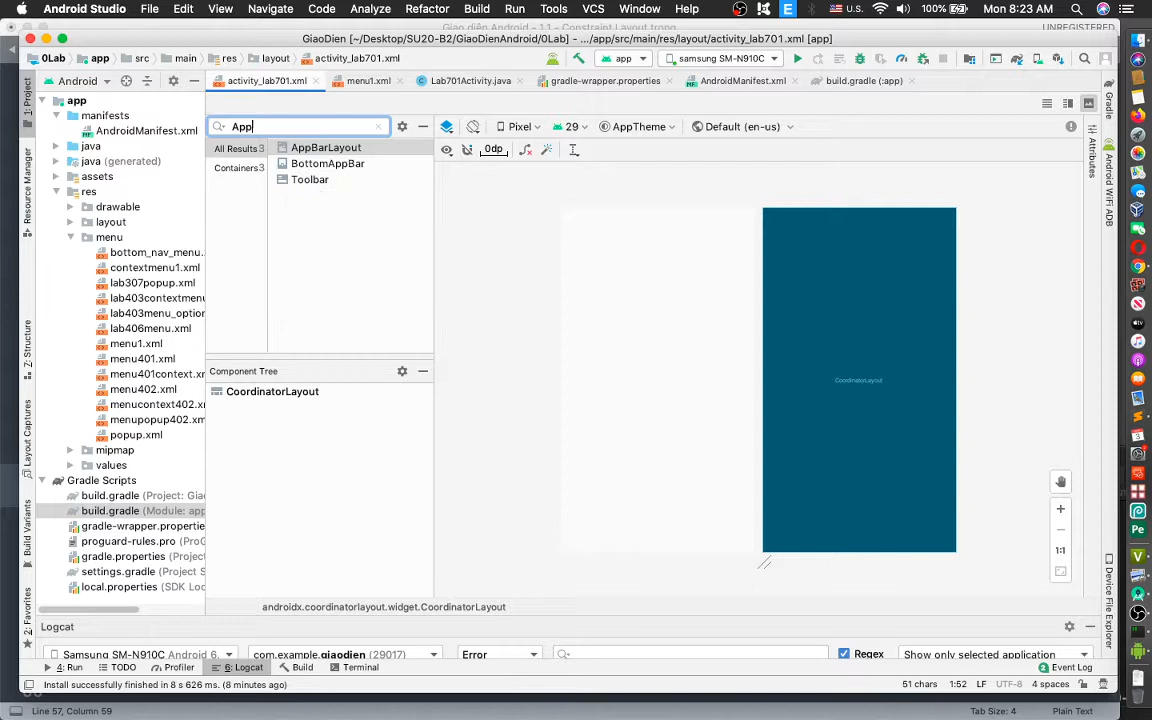 Android Studio File Edit View Navigate Code Analyze Refactor Build Run Tools VCS Window Help E U.S. 100% Mon 8:23 AM
UNREGISTERED
GiaoDien [~/Desktop/SU20-B2/GiaoDienAndroid/0Lab] - .../app/src/main/res/layout/activity_lab701.xml [app]
0Lab app src main res layout activity_lab701.xml app samsung SM-N910C
Android activity_lab701.xml menu1.xml Lab701Activity.java gradle-wrapper.properties AndroidManifest.xml build.gradle (:app)
1: Project
Resource Manager
Z: Structure
Layout Captures
Build Variants
2: Favorites
app
manifests
AndroidManifest.xml
java
java (generated)
assets
res
drawable
layout
menu
bottom_nav_menu.
contextmenu1.xml
lab307popup.xml
lab403contextmenu
lab403menu_option
lab406menu.xml
menu1.xml
menu401.xml
menu401context.xm
menu402.xml
menucontext402.xm
menupopup402.xml
popup.xml
mipmap
values
Gradle Scripts
build.gradle (Project: Giao
build.gradle (Module: app
gradle-wrapper.properties
proguard-rules.pro (ProGuard
gradle.properties (Project
settings.gradle (Project
local.properties (SDK Loc
App
All Results 3
Containers 3
AppBarLayout
BottomAppBar
Toolbar
Component Tree
CoordinatorLayout
Pixel 29 AppTheme Default (en-us)
0dp
CoordinatorLayout
1:1
Attributes
Gradle
Android WiFi ADB
Device File Explorer
androidx.coordinatorlayout.widget.CoordinatorLayout
Logcat
Samsung SM-N910C Android 6. com.example.giaodien (29017) Error Regex Show only selected application
4: Run TODO Profiler 6: Logcat Build Terminal Event Log
Install successfully finished in 8 s 626 ms. (8 minutes ago) 51 chars 1:52 LF UTF-8 4 spaces
Line 57, Column 59 Tab Size: 4 Plain Text